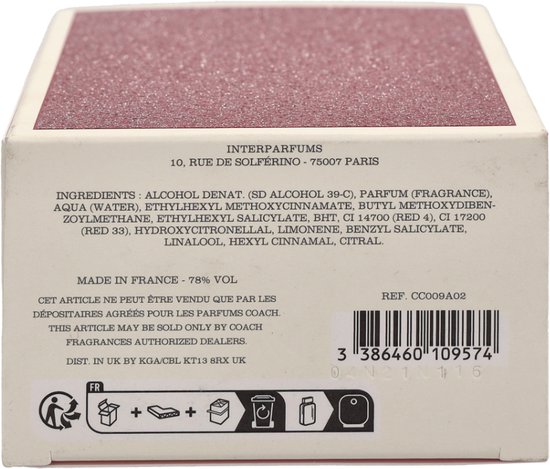 INTERPARFUMS
10, RUE DE SOLFÉRINO - 75007 PARIS
INGREDIENTS : ALCOHOL DENAT. (SD ALCOHOL 39-C), PARFUM (FRAGRANCE),
AQUA (WATER), ETHYLHEXYL METHOXYCINNAMATE, BUTYL METHOXYDIBEN-
ZOYLMETHANE, ETHYLHEXYL SALICYLATE, BHT, CI 14700 (RED 4), CI 17200
(RED 33), HYDROXYCITRONELLAL, LIMONENE, BENZYL SALICYLATE,
LINALOOL, HEXYL CINNAMAL, CITRAL.
MADE IN FRANCE - 78% VOL
CET ARTICLE NE PEUT ÊTRE VENDU QUE PAR LES
DÉPOSITAIRES AGRÉÉS POUR LES PARFUMS COACH.
THIS ARTICLE MAY BE SOLD ONLY BY COACH
FRAGRANCES AUTHORIZED DEALERS.
DIST. IN UK BY KGA/CBL KT13 8RX UK
REF. CC009A02
3 386460 109574
04N21N116
FR